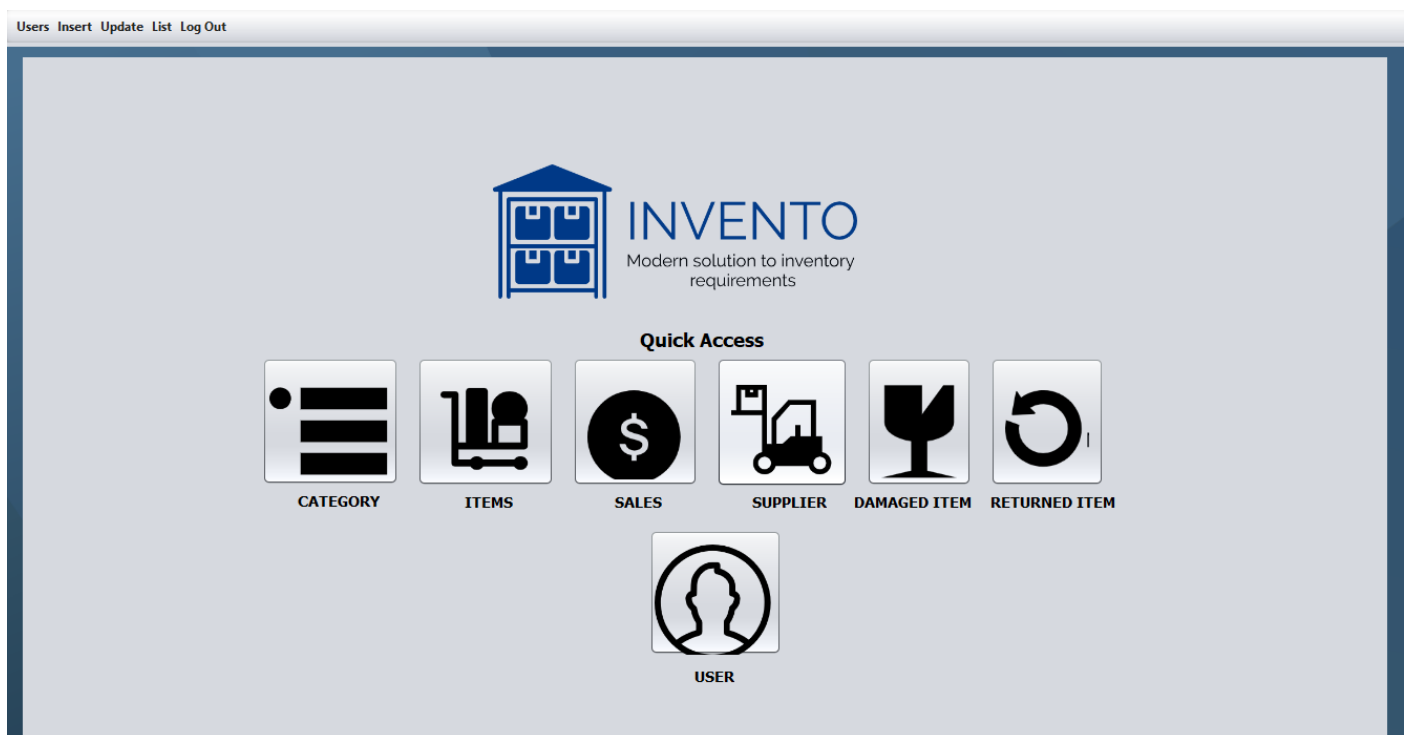 Users Insert Update List Log Out
INVENTO
Modern solution to inventory
requirements
Quick Access
$
CATEGORY ITEMS SALES SUPPLIER DAMAGED ITEM RETURNED ITEM
USER